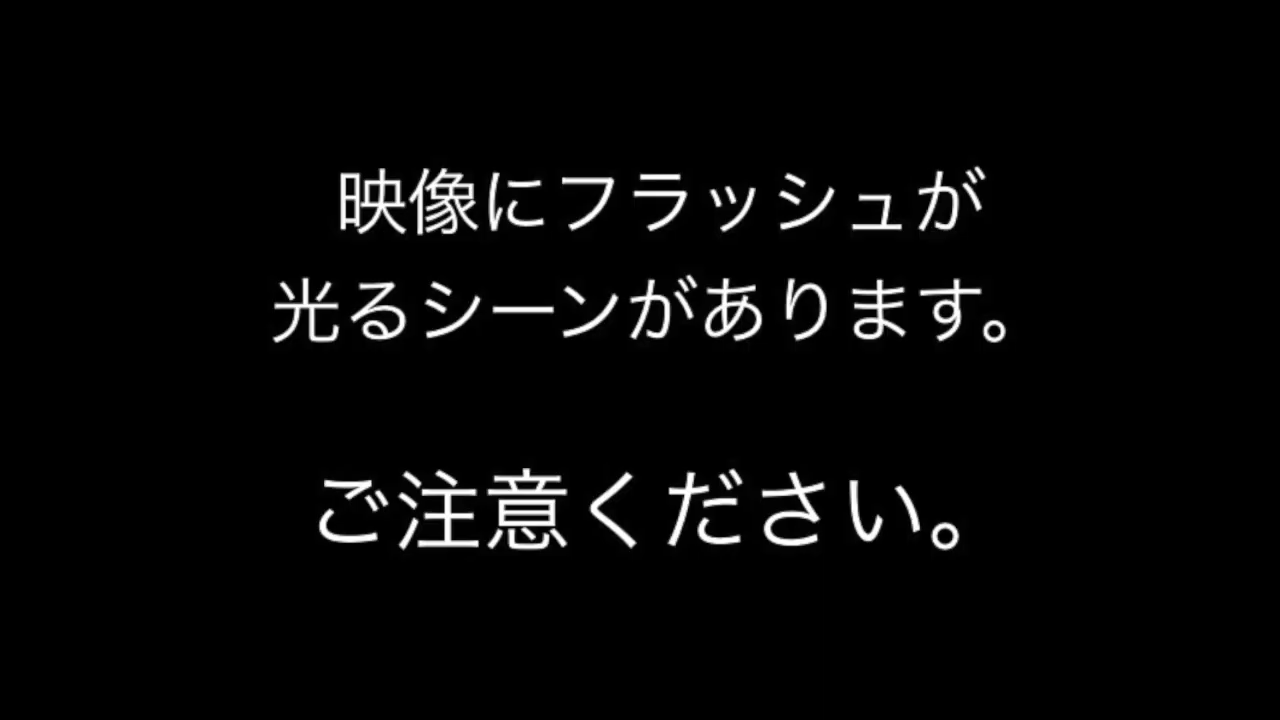 映像にフラッシュが
光るシーンがあります。
ご注意ください。